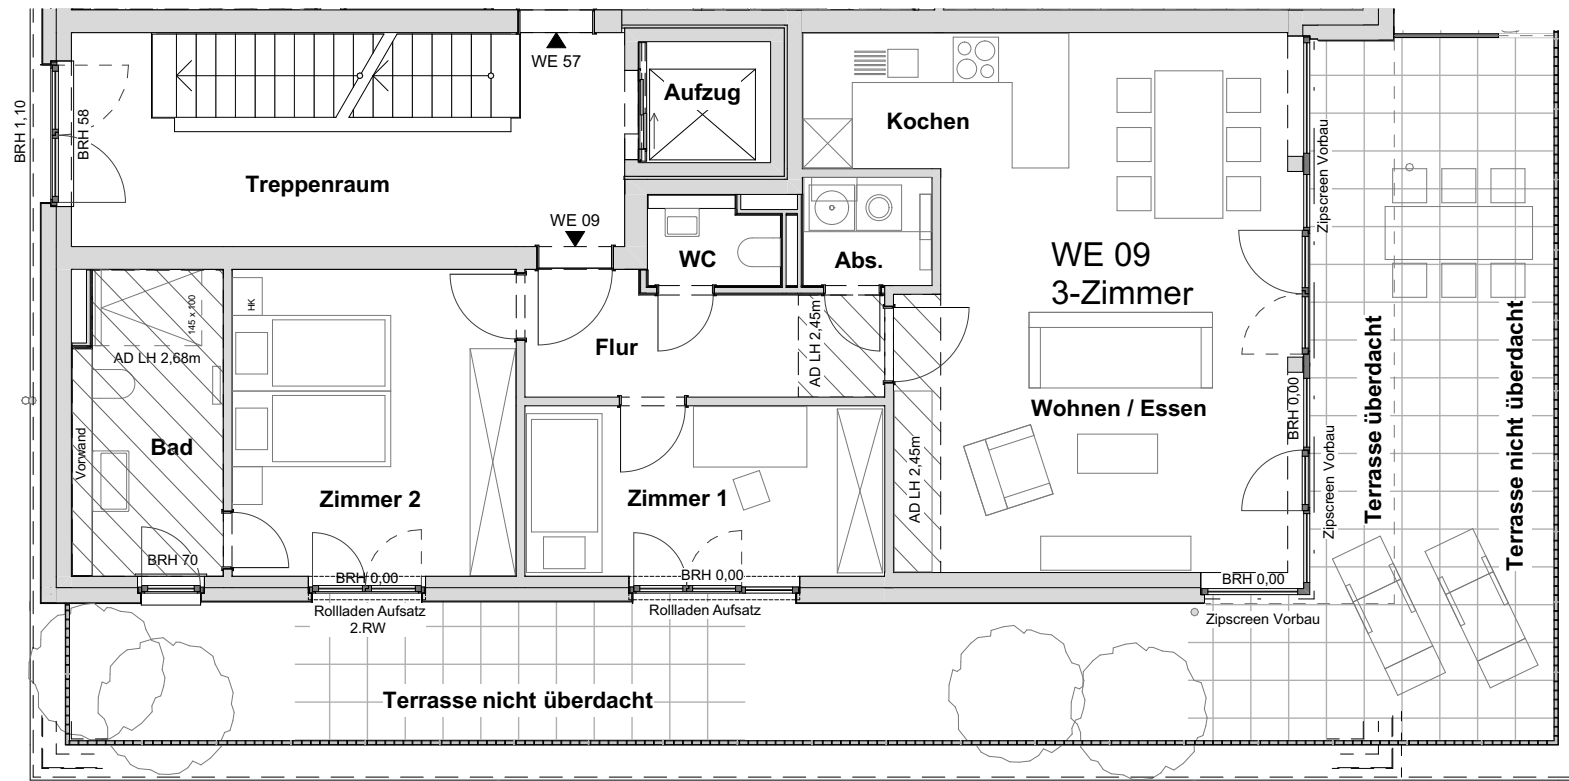 WE 57
Aufzug
BRH 1,10
BRH 58
Kochen
Treppenraum
WE 09
Zipscreen Vorbau
WC
Abs.
WE 09
3-Zimmer
HK
145 x 100
AD LH 2,68m
Flur
AD LH 2,45m
Wohnen / Essen
BRH 0,00
Terrasse überdacht
Terrasse nicht überdacht
Vorwand
Bad
Zimmer 2
Zimmer 1
AD LH 2,45m
Zipscreen Vorbau
BRH 70
BRH 0,00
BRH 0,00
BRH 0,00
Rollladen Aufsatz
2.RW
Rollladen Aufsatz
Zipscreen Vorbau
Terrasse nicht überdacht